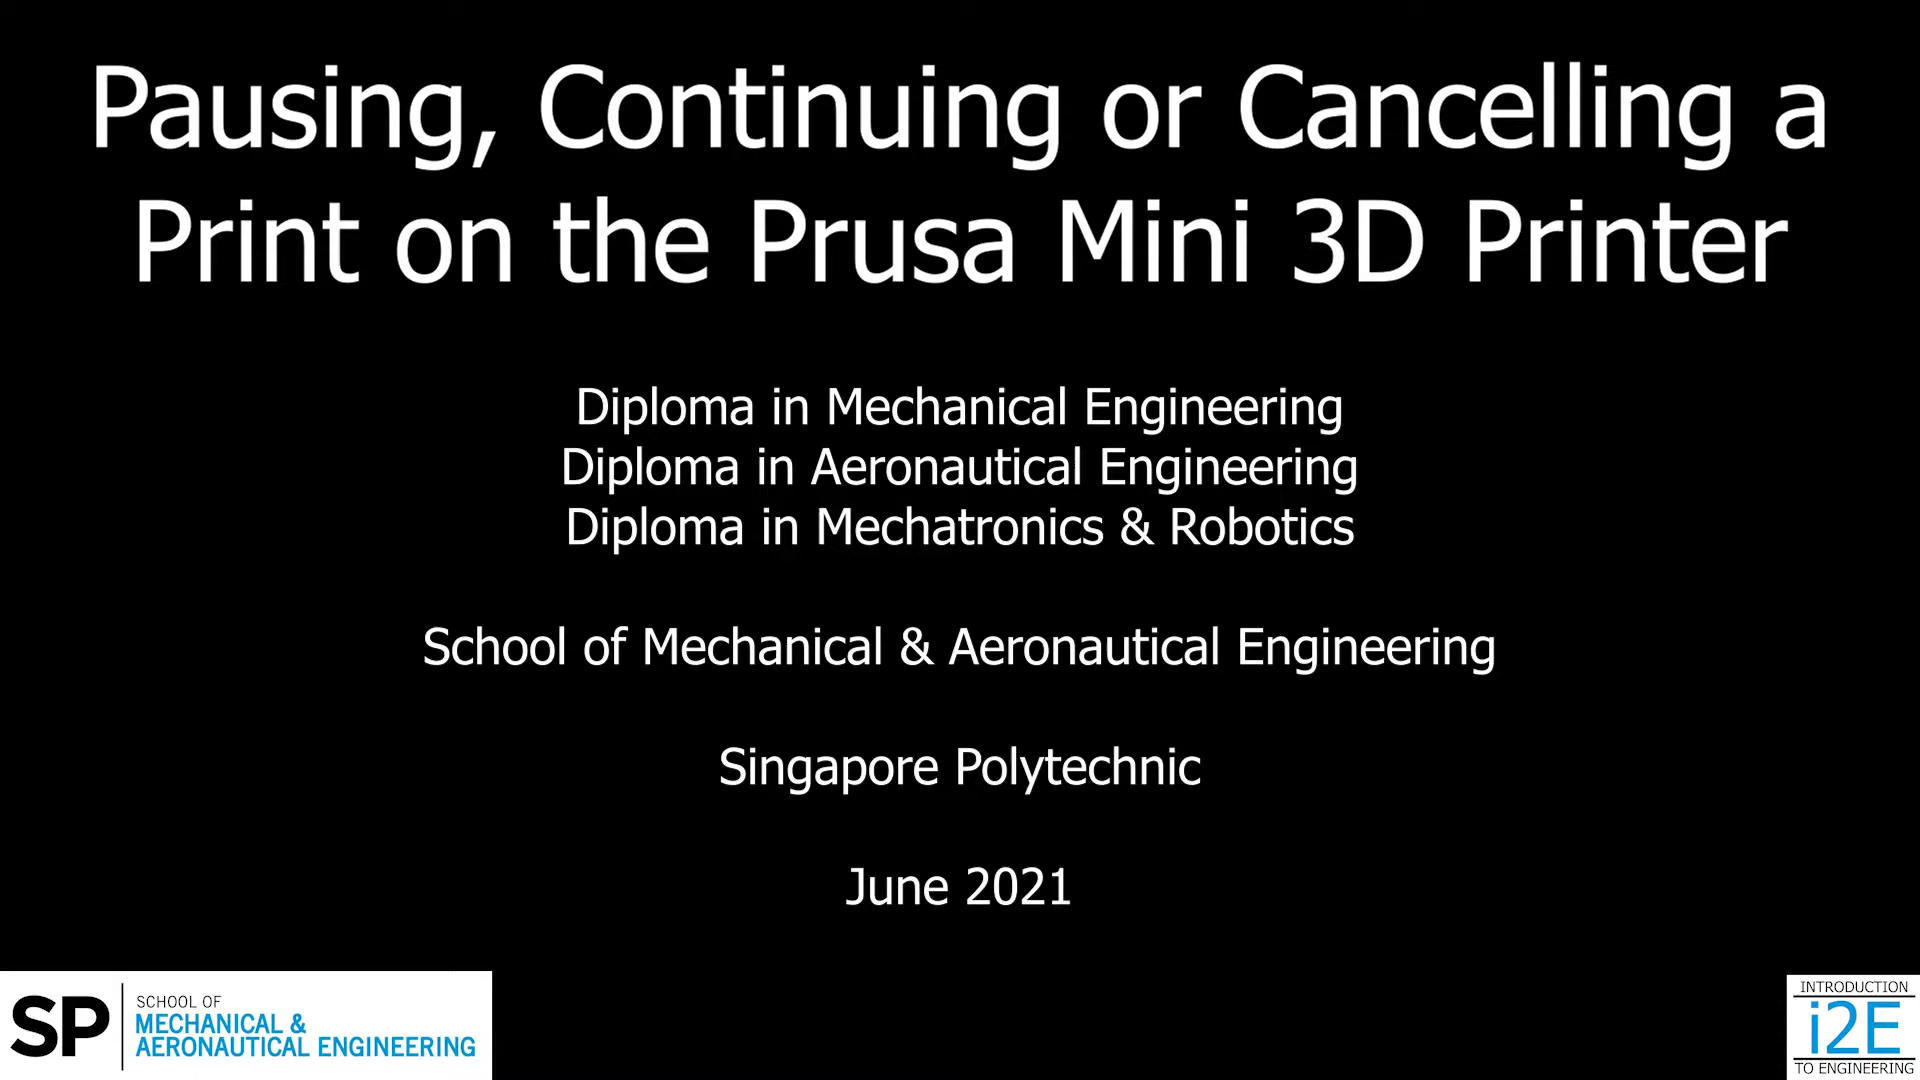 Pausing, Continuing or Cancelling a
Print on the Prusa Mini 3D Printer
Diploma in Mechanical Engineering
Diploma in Aeronautical Engineering
Diploma in Mechatronics & Robotics
School of Mechanical & Aeronautical Engineering
Singapore Polytechnic
June 2021
SP
SCHOOL OF
MECHANICAL &
AERONAUTICAL ENGINEERING
INTRODUCTION
i2E
TO ENGINEERING